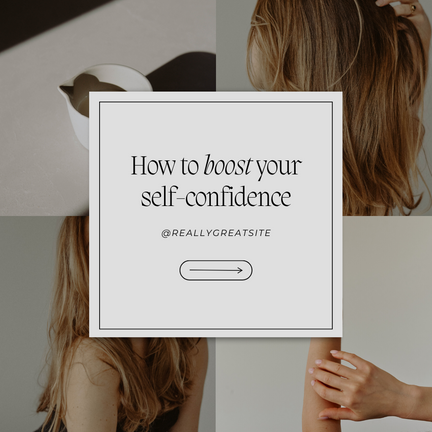 How to boost your
self-confidence
@REALLYGREATSITE